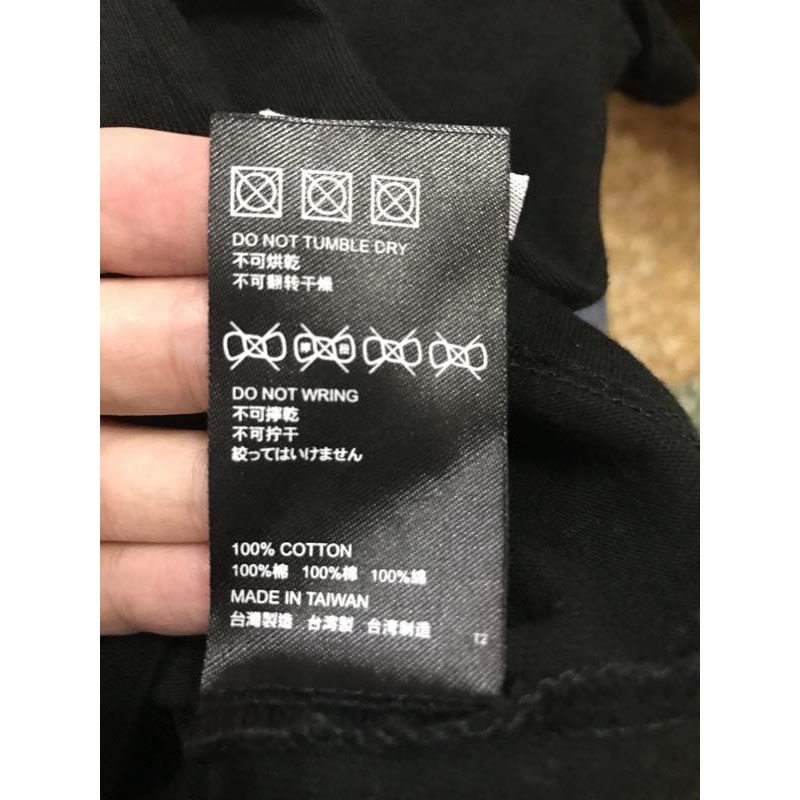 DO NOT TUMBLE DRY
不可烘乾
不可翻转干燥
DO NOT WRING
不可擰乾
不可拧干
絞ってはいけません
100% COTTON
100%棉 100%棉 100%綿
MADE IN TAIWAN
台灣製造 台湾製 台湾制造
T2